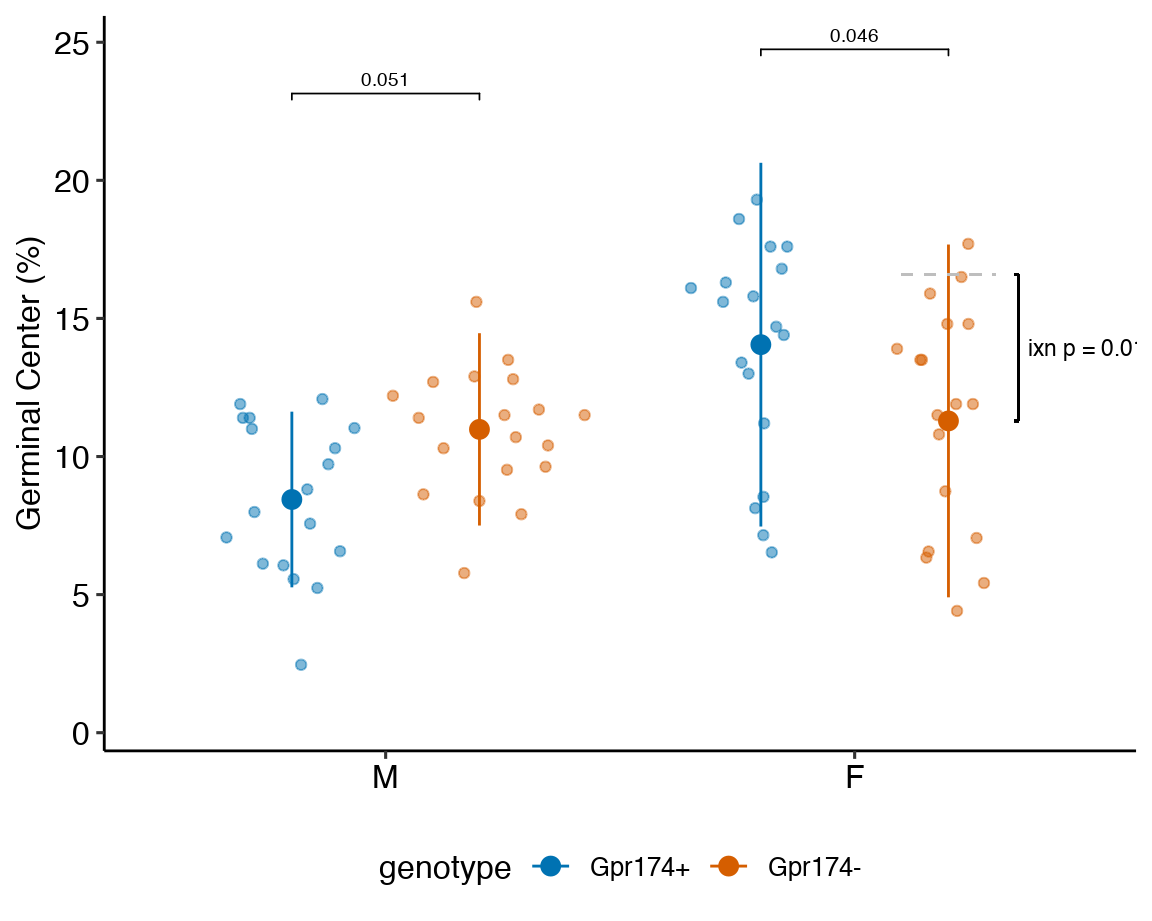 0.046
25
0.051
20
15
ixn p = 0.0
10
5
0
Germinal Center (%)
M F
genotype Gpr174+ Gpr174-